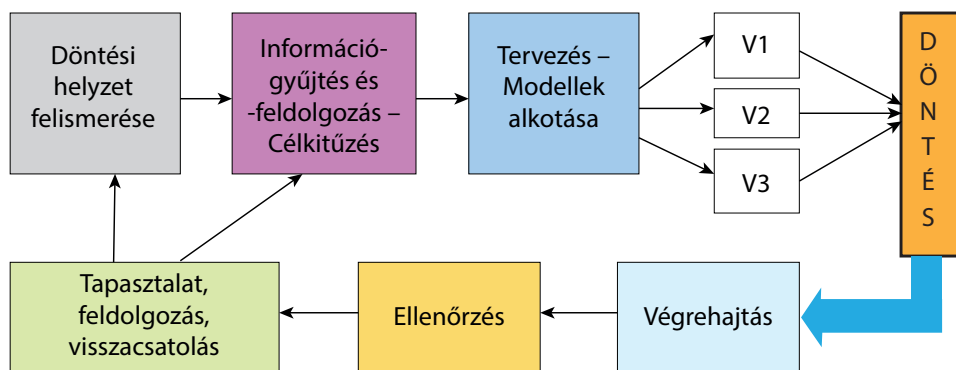 Döntési
helyzet
felismerése
Információ-
gyűjtés és
-feldolgozás –
Célkitűzés
Tervezés –
Modellek
alkotása
V1
V2
V3
D
Ö
N
T
É
S
Tapasztalat,
feldolgozás,
visszacsatolás
Ellenőrzés
Végrehajtás